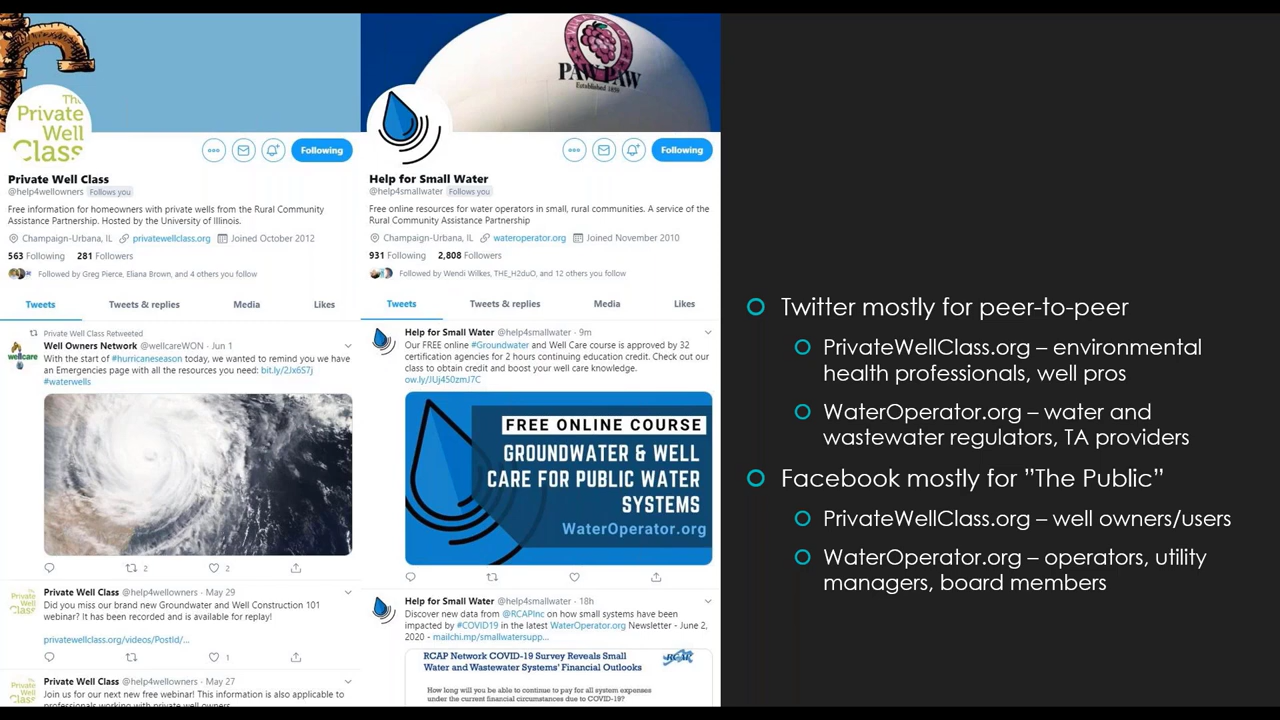 The
Private
Well
Class
Following
Private Well Class
@help4wellowners Follows you
Free information for homeowners with private wells from the Rural Community
Assistance Partnership. Hosted by the University of Illinois.
Champaign-Urbana, IL privatewellclass.org Joined October 2012
563 Following 281 Followers
Followed by Greg Pierce, Eliana Brown, and 4 others you follow
Tweets Tweets & replies Media Likes
Private Well Class Retweeted
Well Owners Network @wellcareWON · Jun 1
With the start of #hurricaneseason today, we wanted to remind you we have
an Emergencies page with all the resources you need: bit.ly/2Jx6S7j
#waterwells
wellcare
2 2
Private Well Class @help4wellowners · May 29
Did you miss our brand new Groundwater and Well Construction 101
webinar? It has been recorded and is available for replay!
privatewellclass.org/videos/PostId/...
1
Private Well Class @help4wellowners · May 27
Join us for our next new free webinar! This information is also applicable to
professionals working with private well owners.
PAW PAW
Established 1859
Following
Help for Small Water
@help4smallwater Follows you
Free online resources for water operators in small, rural communities. A service of the
Rural Community Assistance Partnership
Champaign-Urbana, IL wateroperator.org Joined November 2010
931 Following 2,808 Followers
Followed by Wendi Wilkes, THE_H2duO, and 12 others you follow
Tweets Tweets & replies Media Likes
Help for Small Water @help4smallwater · 9m
Our FREE online #Groundwater and Well Care course is approved by 32
certification agencies for 2 hours continuing education credit. Check out our
class to obtain credit and boost your well care knowledge.
ow.ly/JUj450zmJ7C
FREE ONLINE COURSE
GROUNDWATER & WELL
CARE FOR PUBLIC WATER
SYSTEMS
WaterOperator.org
Help for Small Water @help4smallwater · 18h
Discover new data from @RCAPInc on how small systems have been
impacted by #COVID19 in the latest WaterOperator.org Newsletter - June 2,
2020 - mailchi.mp/smallwatersupp...
RCAP Network COVID-19 Survey Reveals Small
Water and Wastewater Systems' Financial Outlooks
RCAP
How long will you be able to continue to pay for all system expenses
under the current financial circumstances due to COVID-19?
Twitter mostly for peer-to-peer
PrivateWellClass.org – environmental
health professionals, well pros
WaterOperator.org – water and
wastewater regulators, TA providers
Facebook mostly for ”The Public”
PrivateWellClass.org – well owners/users
WaterOperator.org – operators, utility
managers, board members